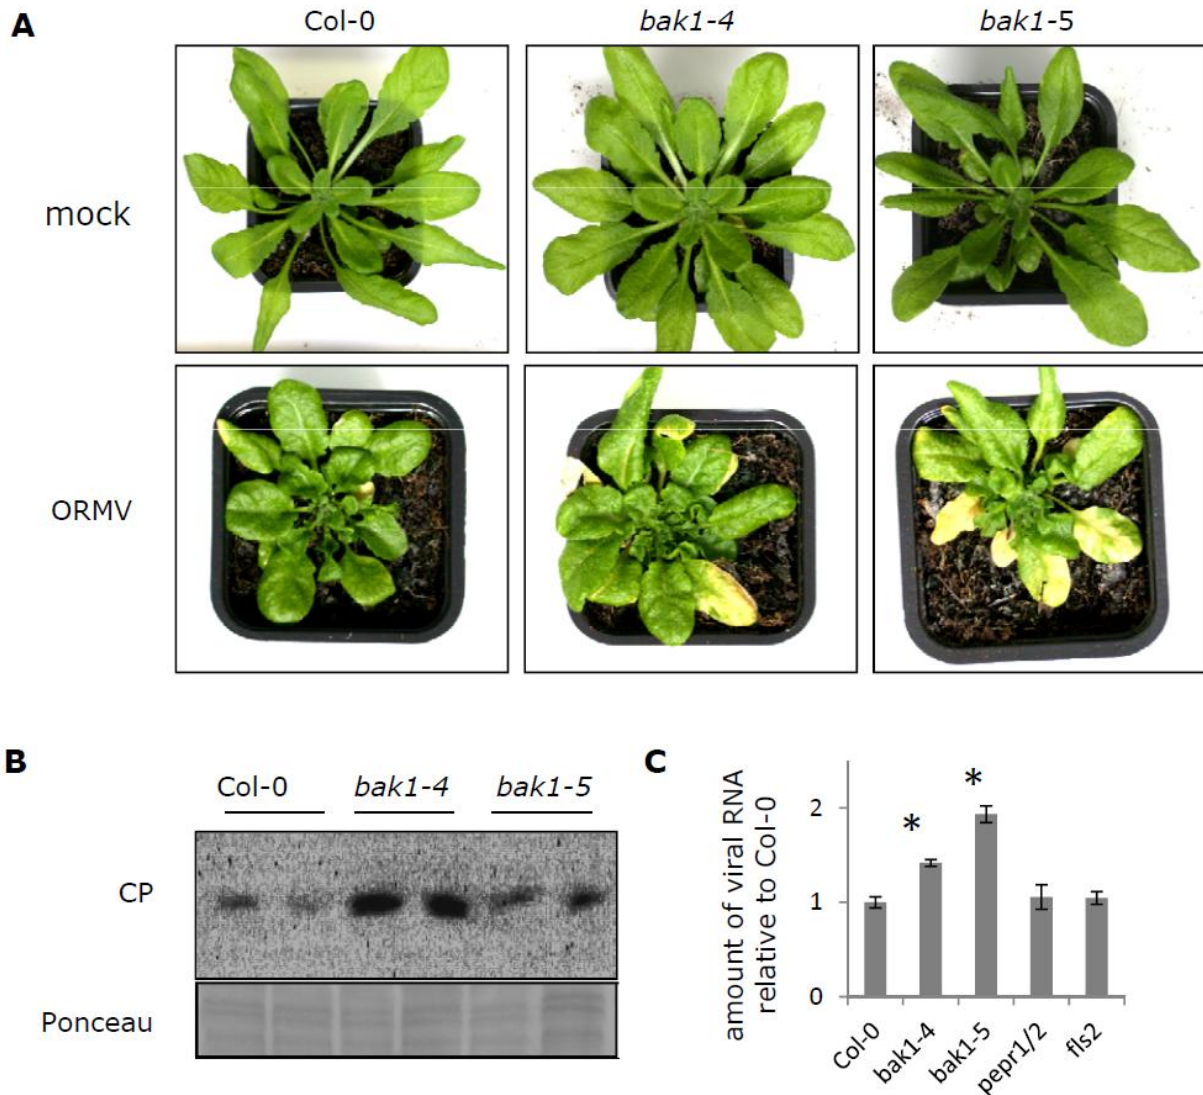 A
Col-0
bak1-4
bak1-5
mock
ORMV
B
Col-0
bak1-4
bak1-5
CP
Ponceau
C
amount of viral RNA
relative to Col-0
2
1
0
*
*
Col-0
bak1-4
bak1-5
pepr1/2
fls2